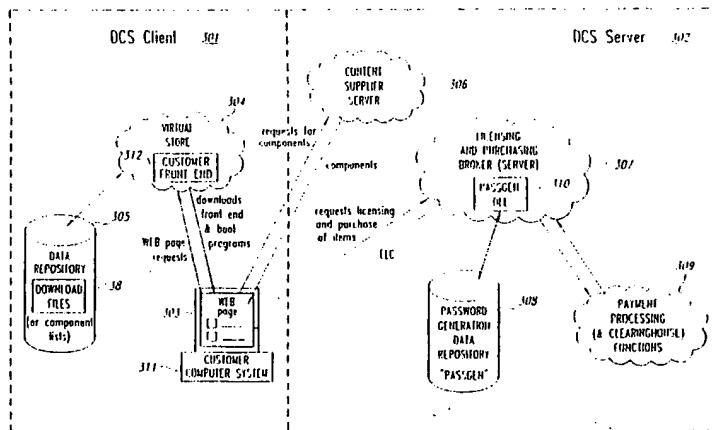 DCS Client 301
DCS Server 302
304
VIRTUAL
STORE
312
CUSTOMER
FRONT END
305
DATA
REPOSITORY
38
DOWNLOAD
FILES
(or component
lists)
WEB page
requests
downloads
front end
& boot
programs
303
WEB
page
311
CUSTOMER
COMPUTER SYSTEM
CONTENT
SUPPLIER
SERVER
306
requests for
components
components
LICENSING
AND PURCHASING
BROKER (SERVER)
307
PASSGEN
DLL
310
requests licensing
and purchase
of items
PASSWORD
GENERATION
DATA
REPOSITORY
"PASSGEN"
308
309
PAYMENT
PROCESSING
(& CLEARINGHOUSE)
FUNCTIONS